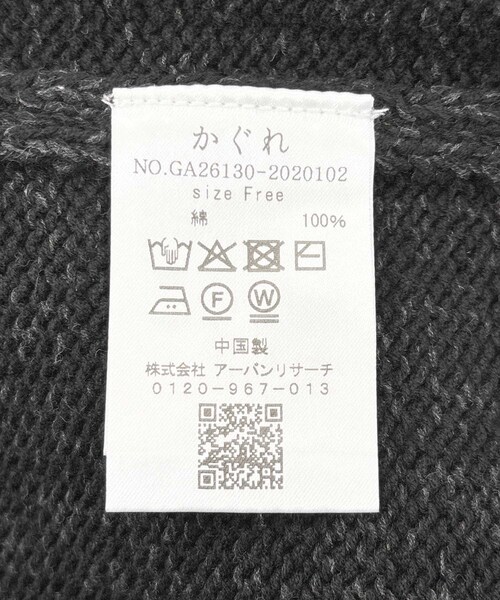 かぐれ
NO.GA26130-2020102
size Free
綿 100%
F W
中国製
株式会社 アーバンリサーチ
0120-967-013